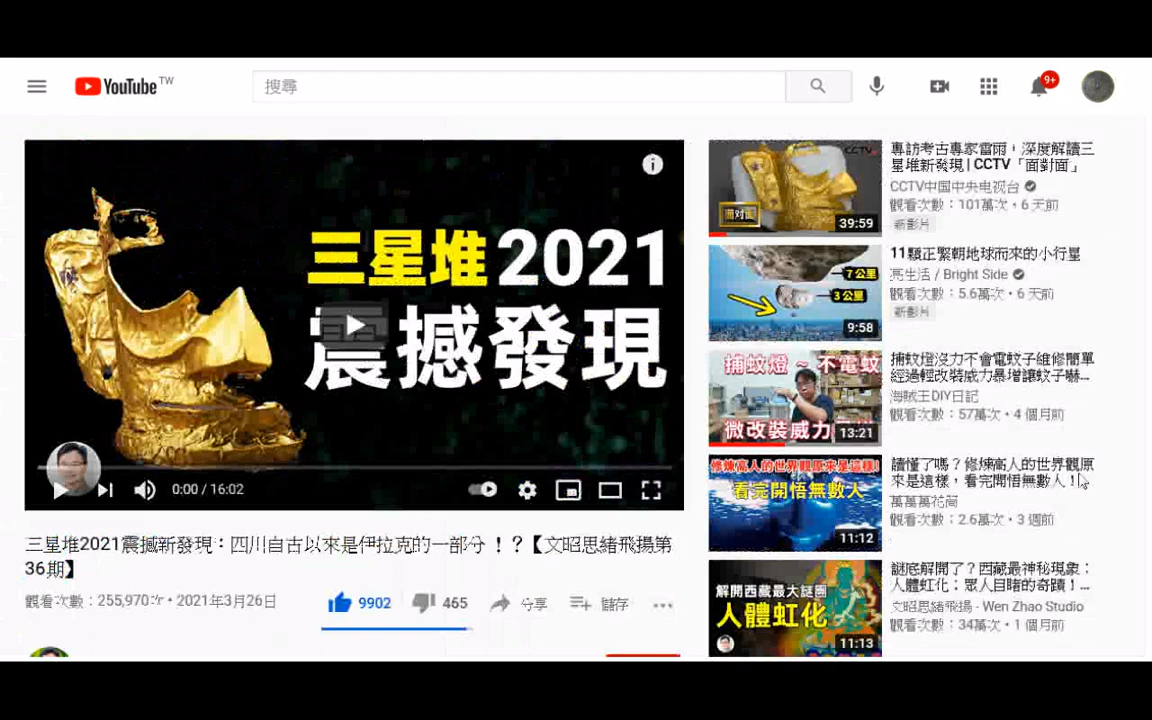 YouTube TW
搜尋
9+
三星堆2021
震撼發現
0:00 / 16:02
三星堆2021震撼新發現：四川自古以來是伊拉克的一部分！？【文昭思緒飛揚第
36期】
觀看次數：255,970次 • 2021年3月26日
9902
465
分享
儲存
CCTV
面对面
39:59
專訪考古專家雷雨，深度解讀三
星堆新發現 | CCTV「面對面」
CCTV中国中央电视台
觀看次數：101萬次 • 6 天前
新影片
7 公里
3 公里
9:58
11顆正緊朝地球而來的小行星
亮生活 / Bright Side
觀看次數：5.6萬次 • 6 天前
新影片
捕蚊燈 ~ 不電蚊
微改裝威力
13:21
捕蚊燈沒力不會電蚊子維修簡單
經過輕改裝威力暴增讓蚊子嚇...
海賊王DIY日記
觀看次數：57萬次 • 4 個月前
修煉高人的世界觀原來是這樣!
看完開悟無數人
11:12
讀懂了嗎？修煉高人的世界觀原
來是這樣，看完開悟無數人！
萬萬萬花筒
觀看次數：2.6萬次 • 3 週前
解開西藏最大謎團
人體虹化
11:13
謎底解開了？西藏最神秘現象：
人體虹化：眾人目睹的奇蹟！...
文昭思緒飛揚 - Wen Zhao Studio
觀看次數：34萬次 • 1 個月前